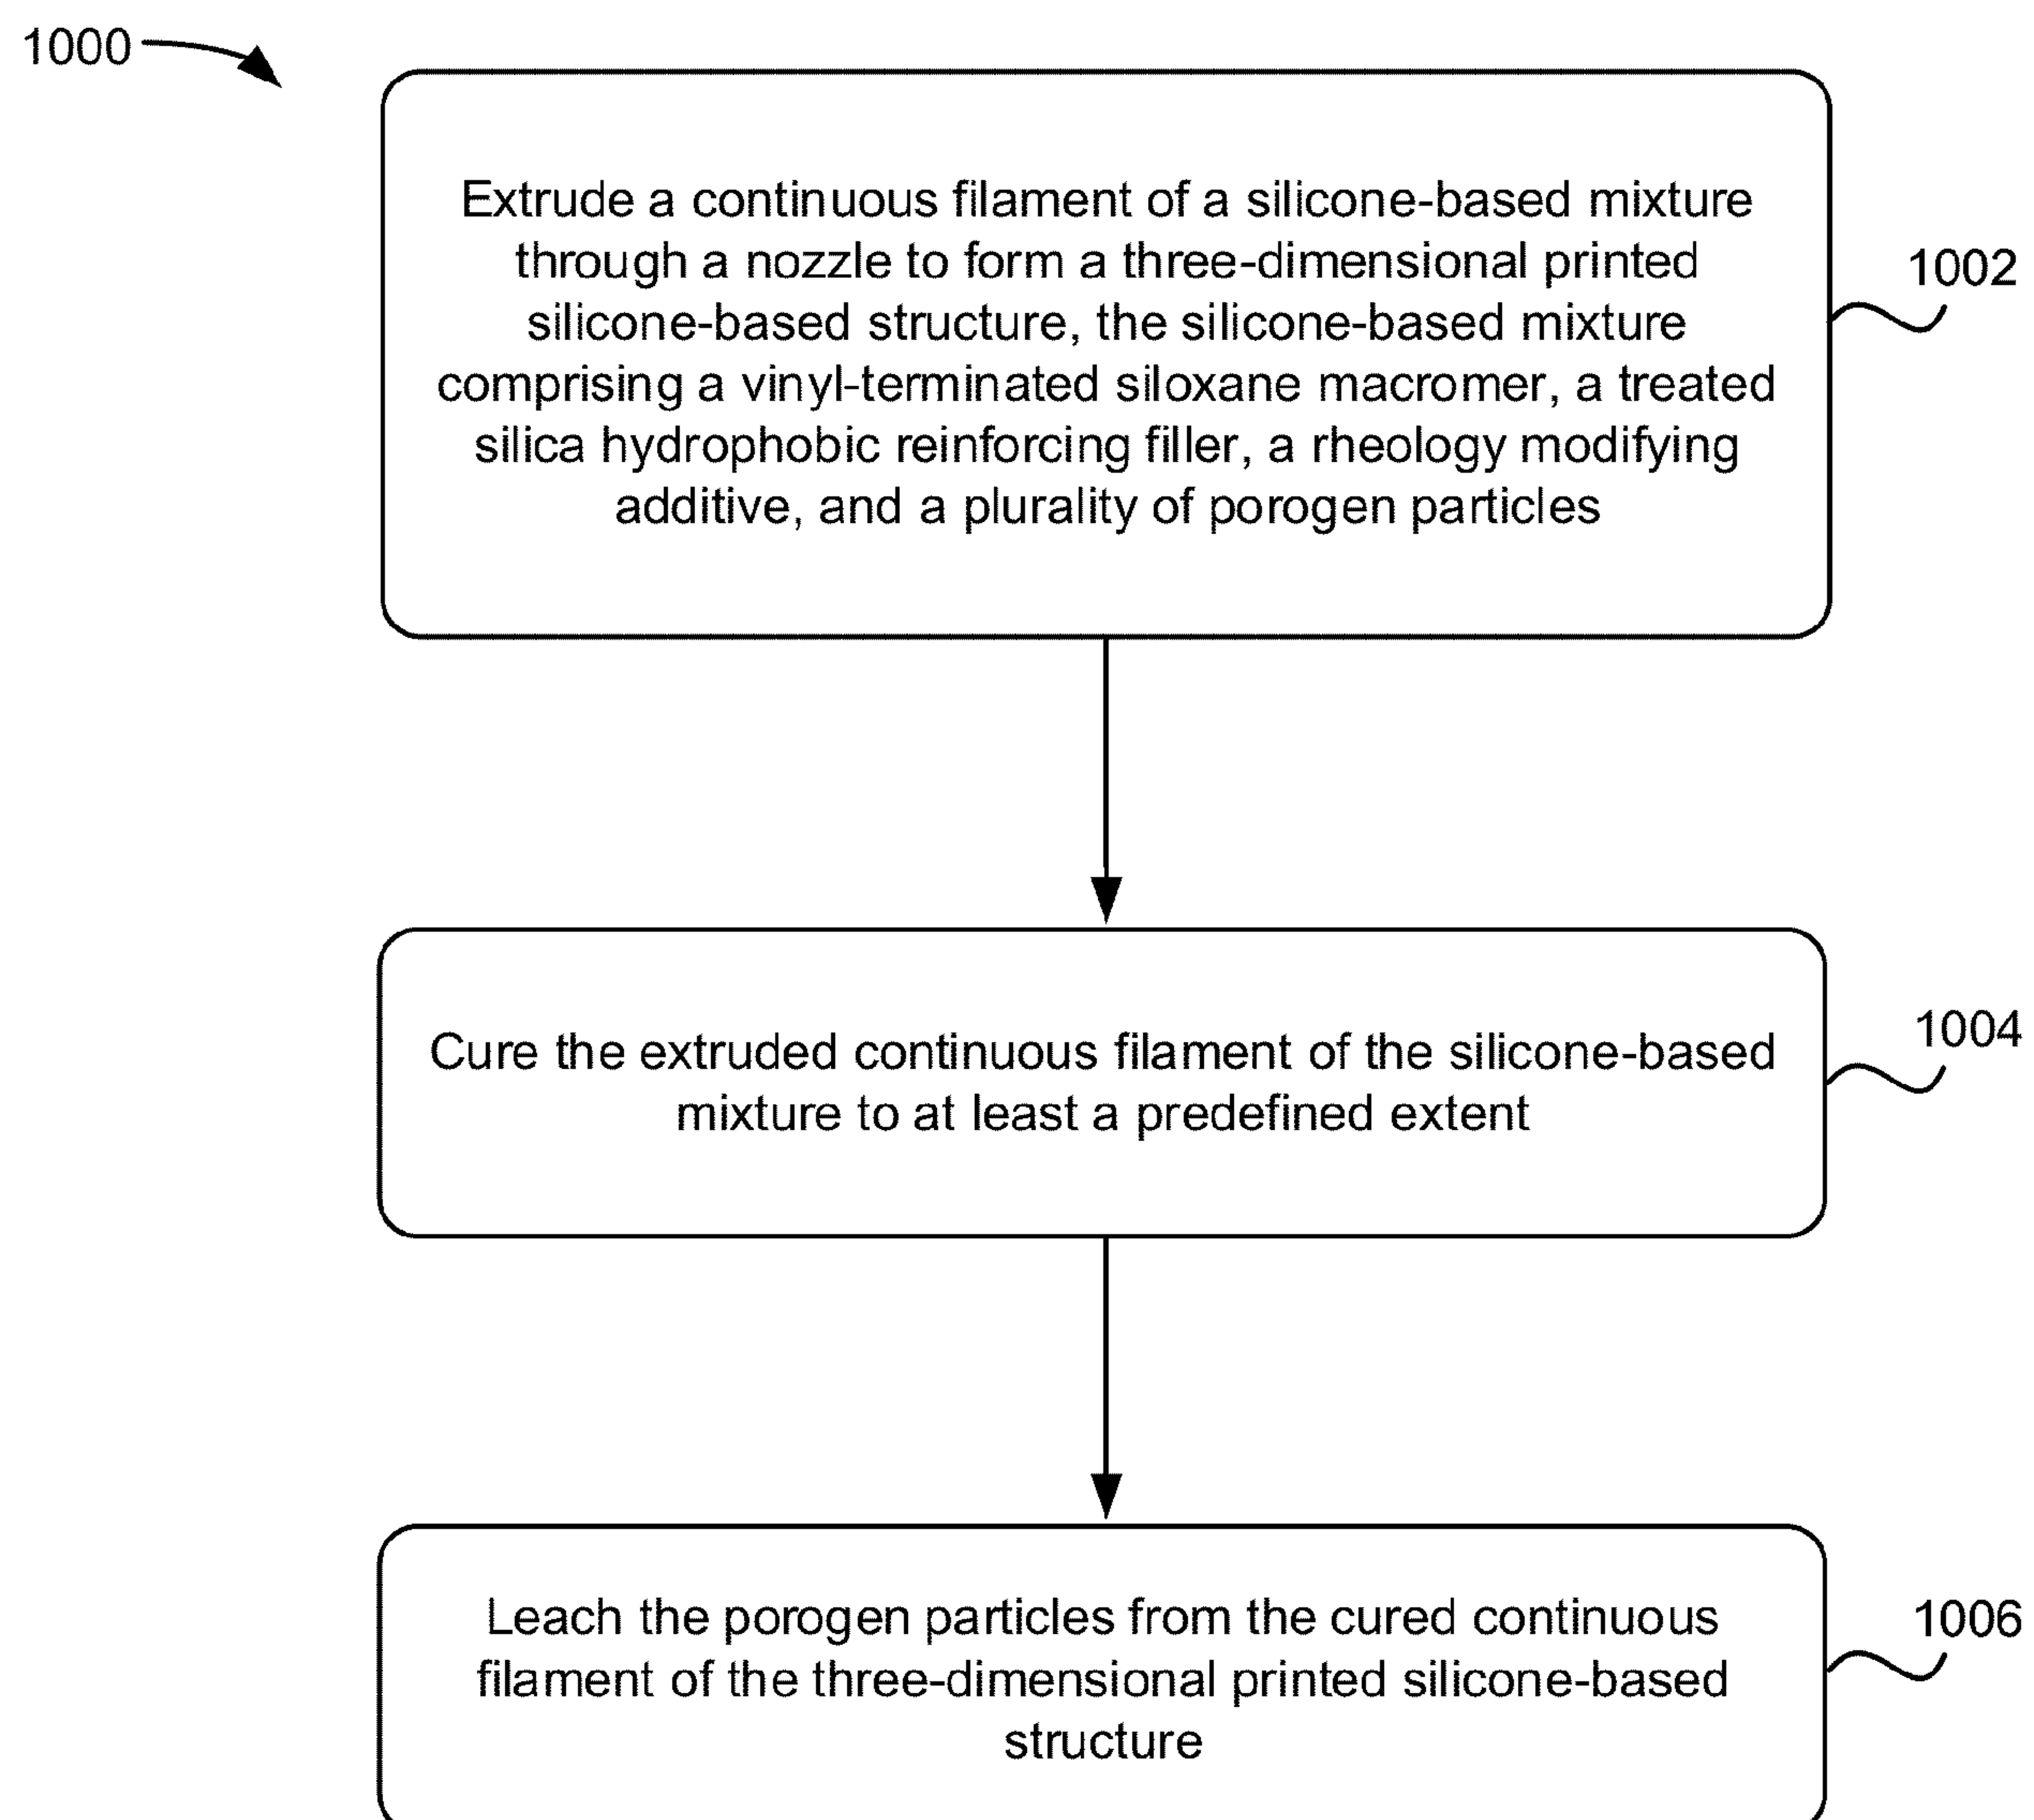 1000
Extrude a continuous filament of a silicone-based mixture
through a nozzle to form a three-dimensional printed
silicone-based structure, the silicone-based mixture
comprising a vinyl-terminated siloxane macromer, a treated
silica hydrophobic reinforcing filler, a rheology modifying
additive, and a plurality of porogen particles
1002
Cure the extruded continuous filament of the silicone-based
mixture to at least a predefined extent
1004
Leach the porogen particles from the cured continuous
filament of the three-dimensional printed silicone-based
structure
1006